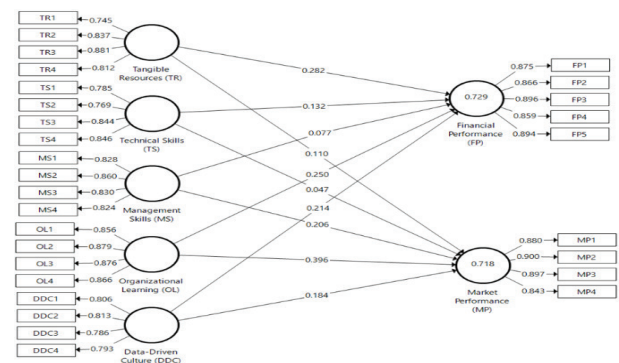 TR1
0.745
TR2
0.837
TR3
0.881
TR4
0.812
Tangible
Resources (TR)
TS1
0.785
TS2
0.769
TS3
0.844
TS4
0.846
Technical Skills
(TS)
MS1
0.828
MS2
0.860
MS3
0.830
MS4
0.824
Management
Skills (MS)
OL1
0.856
OL2
0.879
OL3
0.876
OL4
0.866
Organizational
Learning (OL)
DDC1
0.806
DDC2
0.813
DDC3
0.786
DDC4
0.793
Data-Driven
Culture (DDC)
0.282
0.132
0.077
0.110
0.250
0.047
0.214
0.206
0.396
0.184
0.729
Financial
Performance
(FP)
0.875
FP1
0.866
FP2
0.896
FP3
0.859
FP4
0.894
FP5
0.718
Market
Performance
(MP)
0.880
MP1
0.900
MP2
0.897
MP3
0.843
MP4